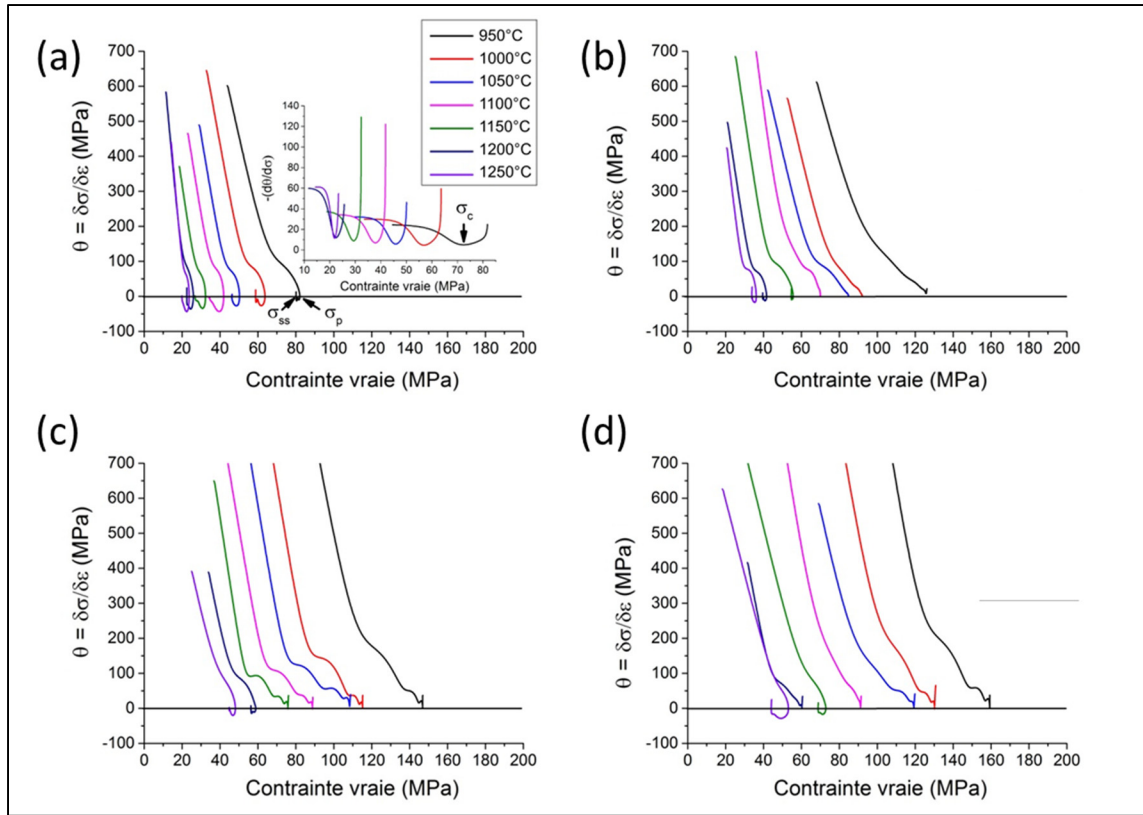 (a)
θ = δσ/δε (MPa)
700
600
500
400
300
200
100
0
-100
0 20 40 60 80 100 120 140 160 180 200
Contrainte vraie (MPa)
σss
σp
-(dθ/dσ)
140
120
100
80
60
40
20
0
10 20 30 40 50 60 70 80
Contrainte vraie (MPa)
σc
950°C
1000°C
1050°C
1100°C
1150°C
1200°C
1250°C
(b)
θ = δσ/δε (MPa)
700
600
500
400
300
200
100
0
-100
0 20 40 60 80 100 120 140 160 180 200
Contrainte vraie (MPa)
(c)
θ = δσ/δε (MPa)
700
600
500
400
300
200
100
0
-100
0 20 40 60 80 100 120 140 160 180 200
Contrainte vraie (MPa)
(d)
θ = δσ/δε (MPa)
700
600
500
400
300
200
100
0
-100
0 20 40 60 80 100 120 140 160 180 200
Contrainte vraie (MPa)